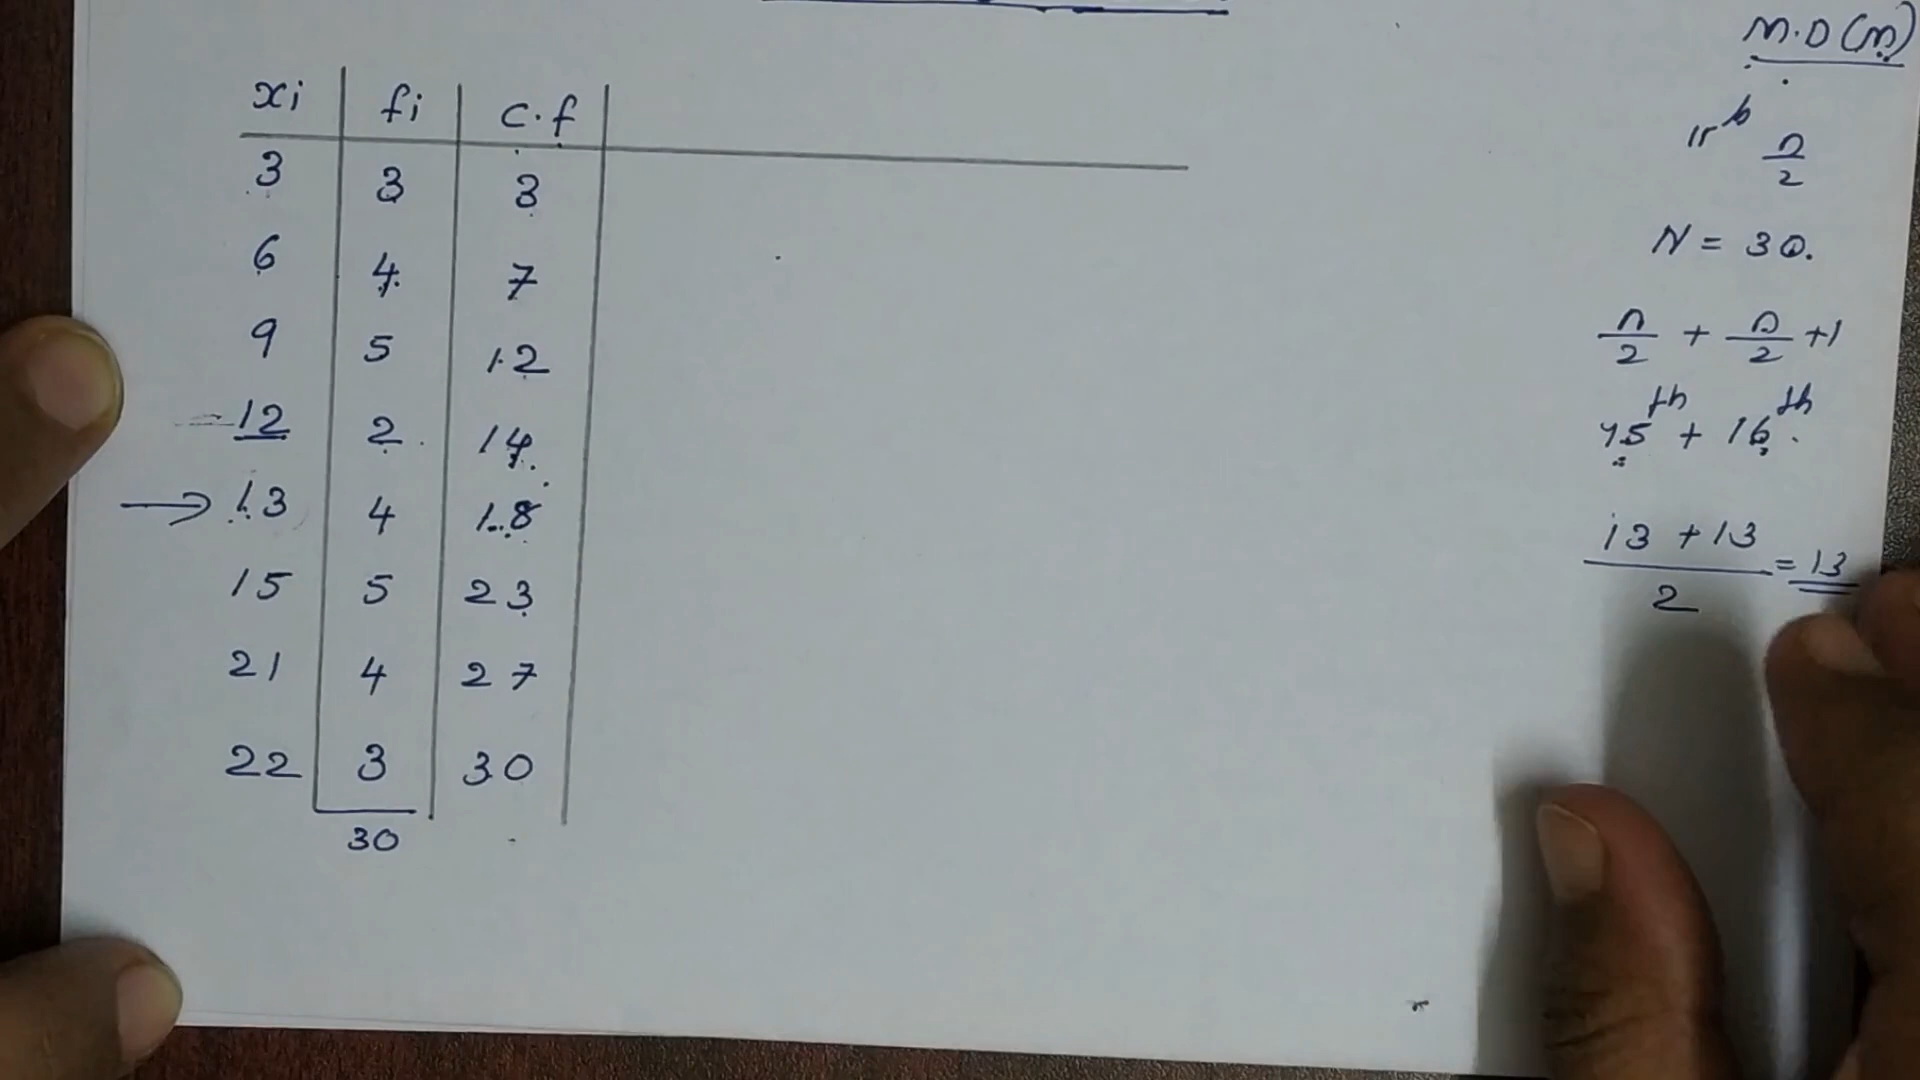 xi fi c.f
3 3 3
6 4 7
9 5 12
12 2 14
→ 13 4 18
15 5 23
21 4 27
22 3 30
30
M.D(M)
n/2
N = 30.
n/2 + n/2 +1
15th + 16th
13 + 13 / 2 = 13